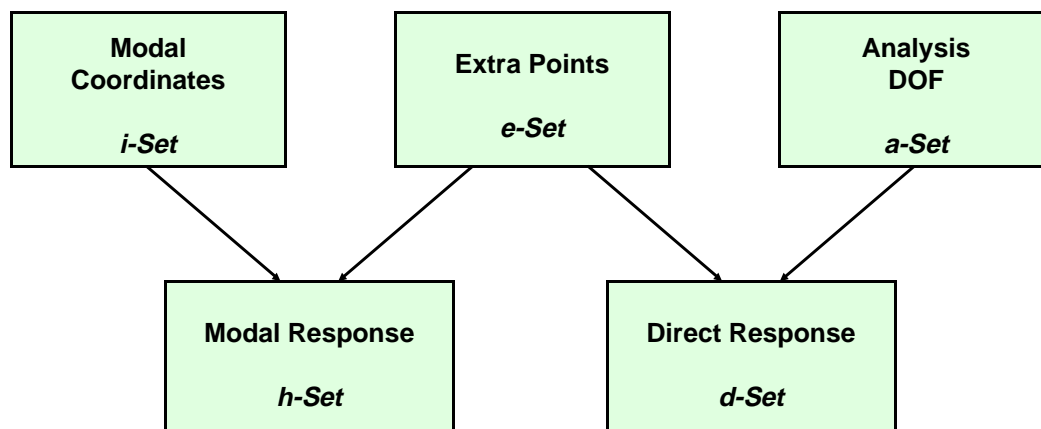 Modal
Coordinates
i-Set
Extra Points
e-Set
Analysis
DOF
a-Set
Modal Response
h-Set
Direct Response
d-Set